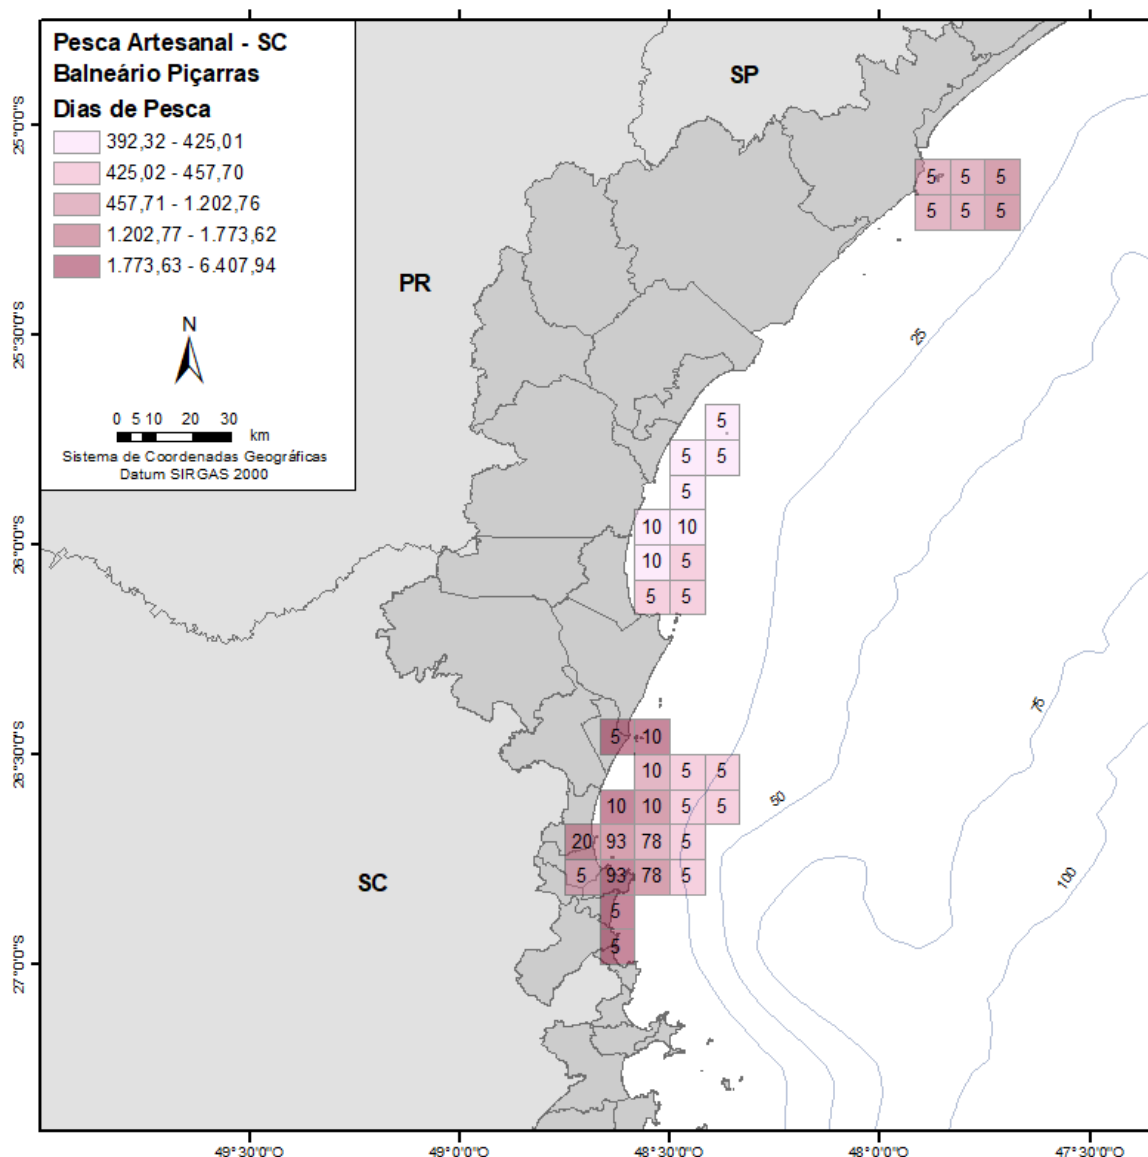 Pesca Artesanal - SC
Balneário Piçarras
Dias de Pesca
392,32 - 425,01
425,02 - 457,70
457,71 - 1.202,76
1.202,77 - 1.773,62
1.773,63 - 6.407,94
N
0 5 10 20 30
km
Sistema de Coordenadas Geográficas
Datum SIRGAS 2000
SP
PR
SC
25°0'0"S
25°30'0"S
26°0'0"S
26°30'0"S
27°0'0"S
5 5 5
5 5 5
25
5
5 5
5
10 10
10 5
5 5
75
5 10
10 5 5
50
10 10 5 5
20 93 78 5
5 93 78 5
100
5
5
49°30'0"O
49°0'0"O
48°30'0"O
48°0'0"O
47°30'0"O